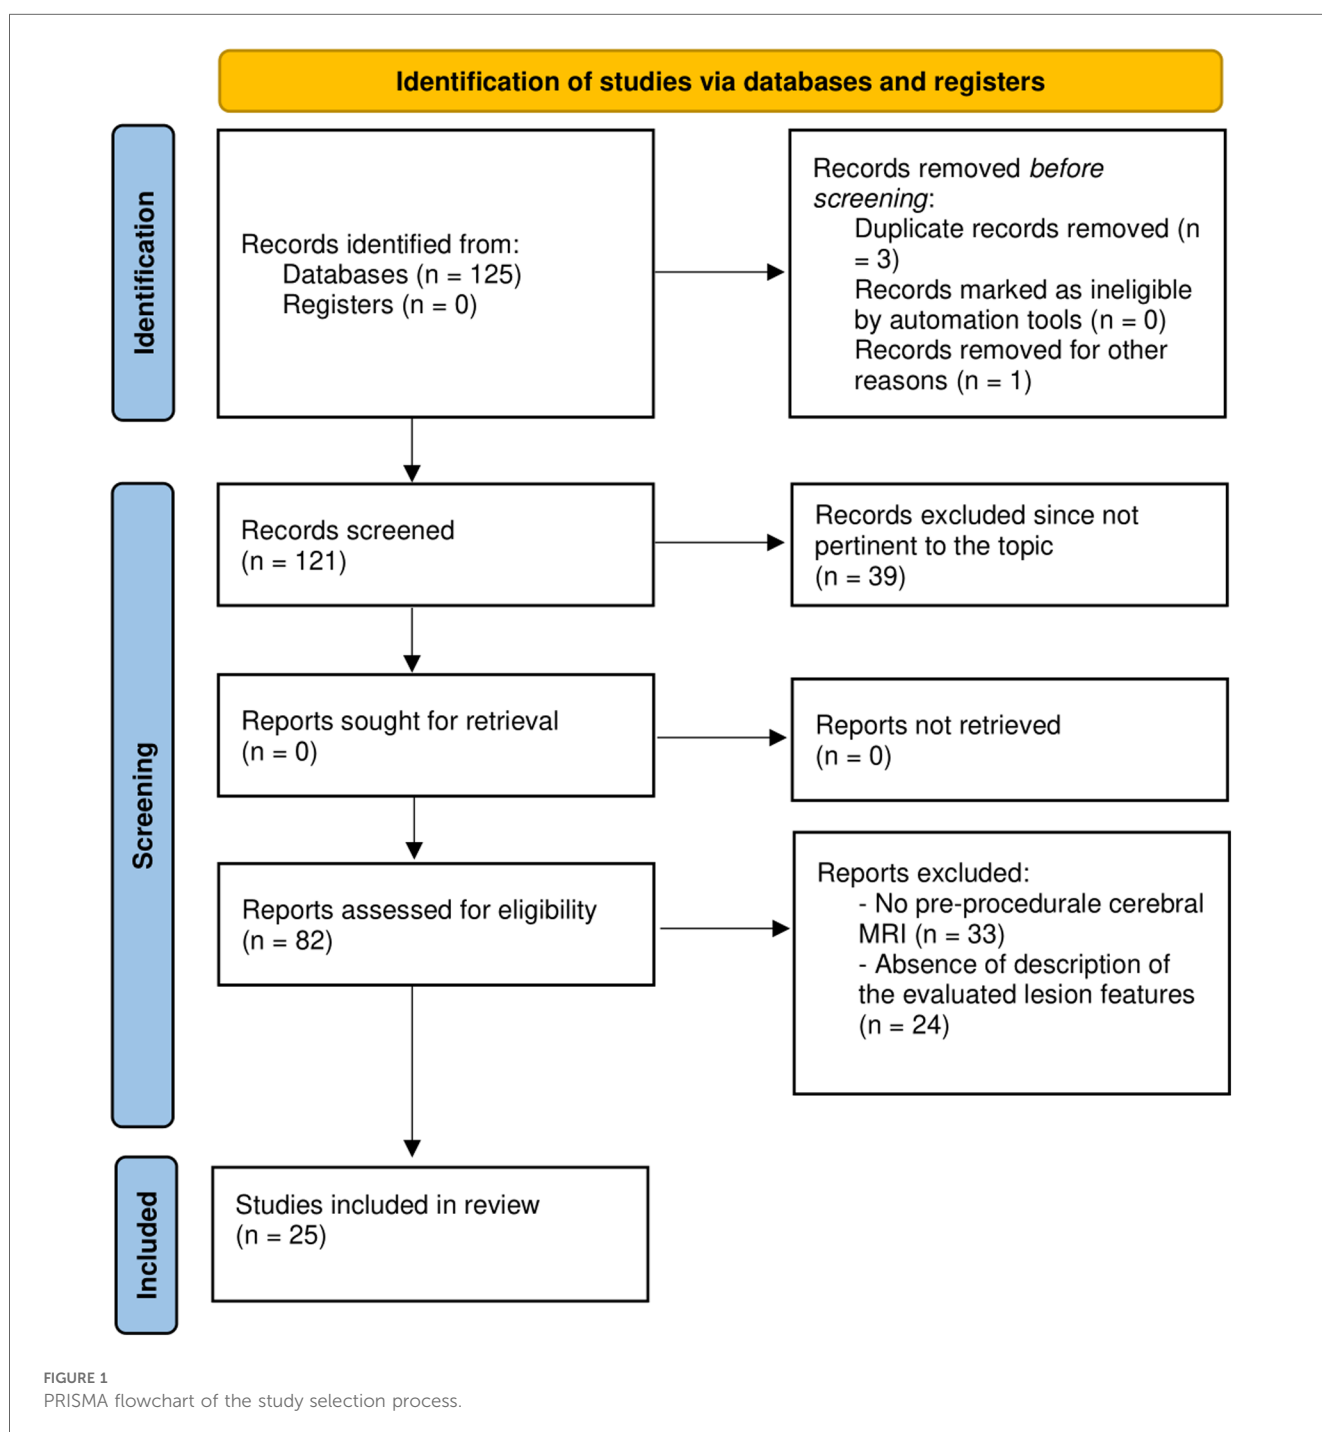 Identification of studies via databases and registers
Identification
Records identified from:
Databases (n = 125)
Registers (n = 0)
Records removed before
screening:
Duplicate records removed (n
= 3)
Records marked as ineligible
by automation tools (n = 0)
Records removed for other
reasons (n = 1)
Screening
Records screened
(n = 121)
Records excluded since not
pertinent to the topic
(n = 39)
Reports sought for retrieval
(n = 0)
Reports not retrieved
(n = 0)
Reports assessed for eligibility
(n = 82)
Reports excluded:
- No pre-procedurale cerebral
MRI (n = 33)
- Absence of description of
the evaluated lesion features
(n = 24)
Included
Studies included in review
(n = 25)
FIGURE 1
PRISMA flowchart of the study selection process.